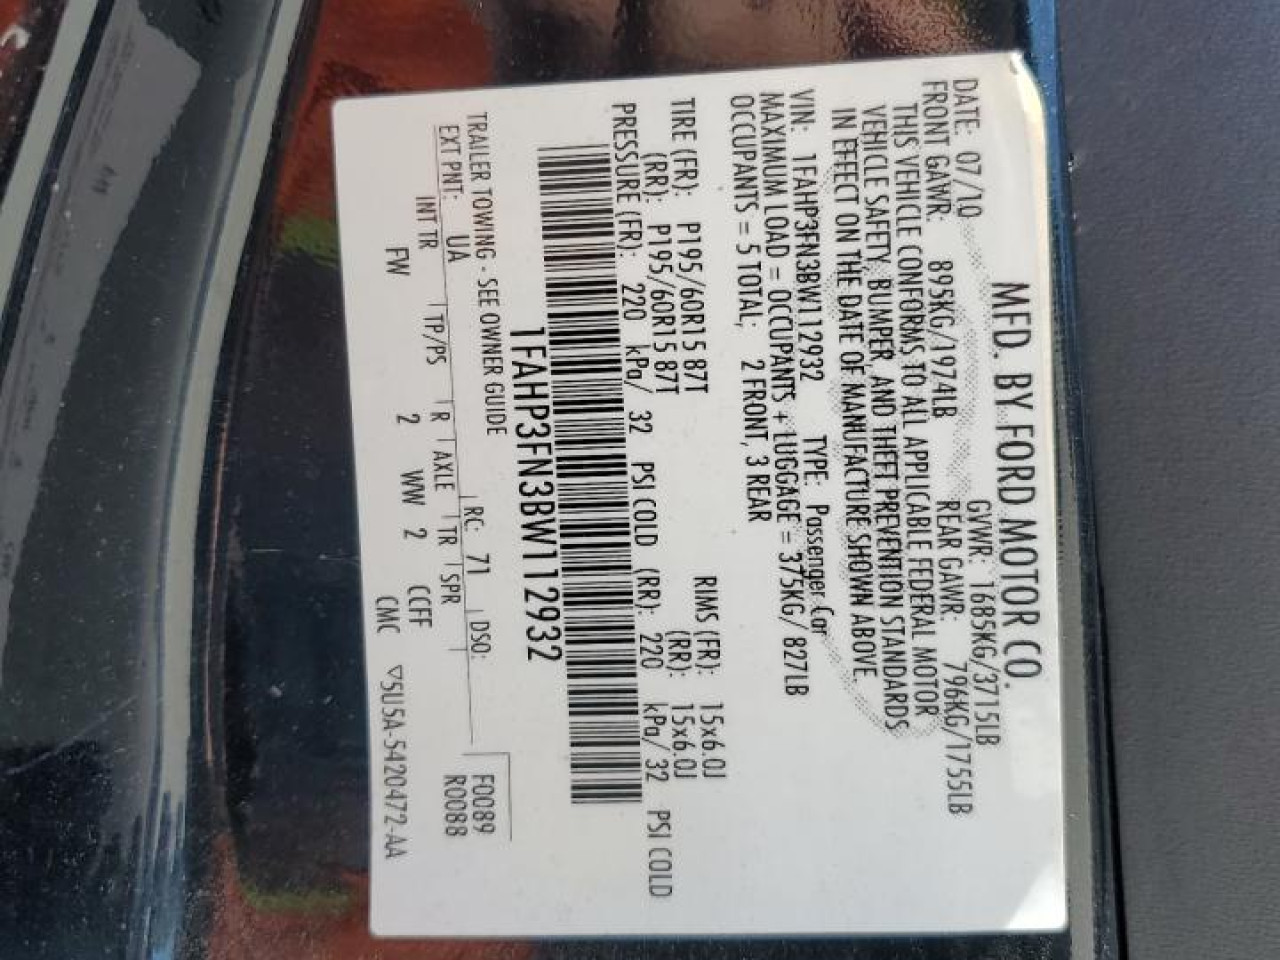 MFD. BY FORD MOTOR CO.
DATE: 07/10 GVWR: 1685KG/3715LB
FRONT GAWR: 895KG/1974LB REAR GAWR: 796KG/1755LB
THIS VEHICLE CONFORMS TO ALL APPLICABLE FEDERAL MOTOR
VEHICLE SAFETY, BUMPER, AND THEFT PREVENTION STANDARDS
IN EFFECT ON THE DATE OF MANUFACTURE SHOWN ABOVE.
VIN: 1FAHP3FN3BW112932 TYPE: Passenger Car
MAXIMUM LOAD = OCCUPANTS + LUGGAGE = 375KG/ 827LB
OCCUPANTS = 5 TOTAL; 2 FRONT, 3 REAR
TIRE (FR): P195/60R15 87T RIMS (FR): 15x6.0J
(RR): P195/60R15 87T (RR): 15x6.0J
PRESSURE (FR): 220 kPa/ 32 PSI COLD (RR): 220 kPa/ 32 PSI COLD
1FAHP3FN3BW112932
TRAILER TOWING - SEE OWNER GUIDE F0089
EXT PNT: UA RC: 71 DSO: R0088
INT TR TP/PS R AXLE TR SPR
FW 2 WW 2 CCFF
CMC ▽5U5A-5420472-AA